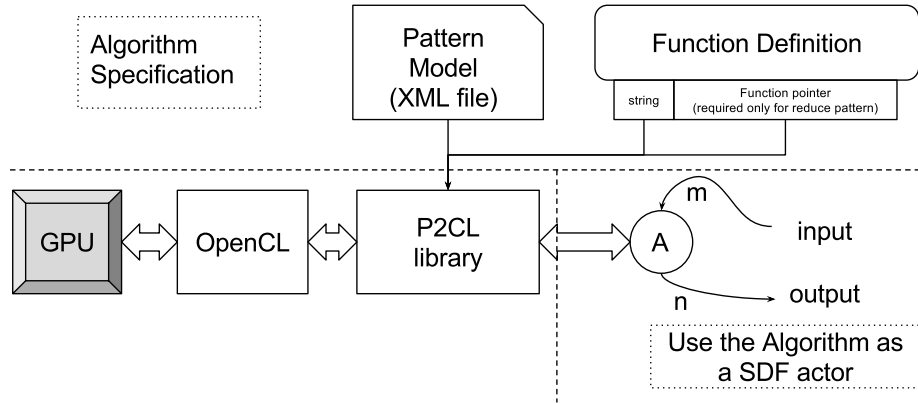 Algorithm
Specification
Pattern
Model
(XML file)
Function Definition
string
Function pointer
(required only for reduce pattern)
GPU
OpenCL
P2CL
library
A
m
n
input
output
Use the Algorithm as
a SDF actor